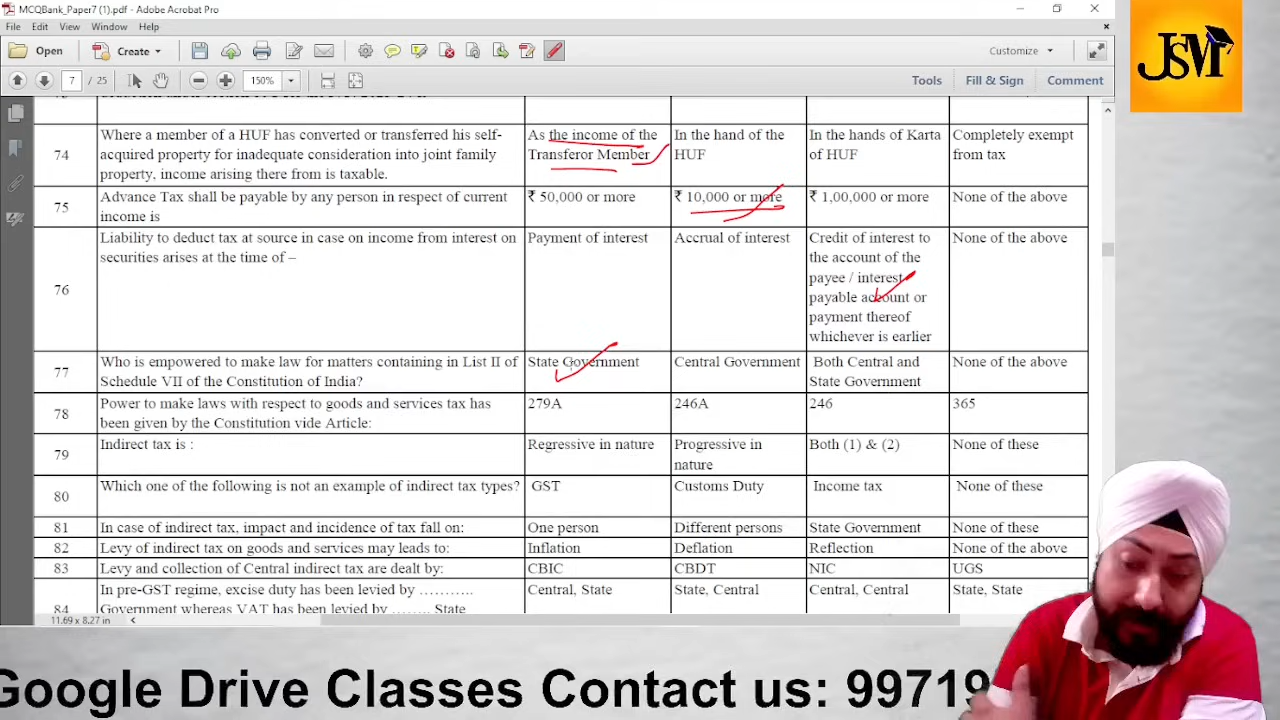 MCQBank_Paper7 (1).pdf - Adobe Acrobat Pro
File Edit View Window Help
Open Create Customize
7 / 25 150% Tools Fill & Sign Comment
JSM
74 Where a member of a HUF has converted or transferred his self-acquired property for inadequate consideration into joint family property, income arising there from is taxable. As the income of the Transferor Member In the hand of the HUF In the hands of Karta of HUF Completely exempt from tax
75 Advance Tax shall be payable by any person in respect of current income is ₹ 50,000 or more ₹ 10,000 or more ₹ 1,00,000 or more None of the above
76 Liability to deduct tax at source in case on income from interest on securities arises at the time of – Payment of interest Accrual of interest Credit of interest to the account of the payee / interest payable account or payment thereof whichever is earlier None of the above
77 Who is empowered to make law for matters containing in List II of Schedule VII of the Constitution of India? State Government Central Government Both Central and State Government None of the above
78 Power to make laws with respect to goods and services tax has been given by the Constitution vide Article: 279A 246A 246 365
79 Indirect tax is : Regressive in nature Progressive in nature Both (1) & (2) None of these
80 Which one of the following is not an example of indirect tax types? GST Customs Duty Income tax None of these
81 In case of indirect tax, impact and incidence of tax fall on: One person Different persons State Government None of these
82 Levy of indirect tax on goods and services may leads to: Inflation Deflation Reflection None of the above
83 Levy and collection of Central indirect tax are dealt by: CBIC CBDT NIC UGS
84 In pre-GST regime, excise duty has been levied by ………. Government whereas VAT has been levied by …….. State Central, State State, Central Central, Central State, State
11.69 x 8.27 in
Google Drive Classes Contact us: 99719